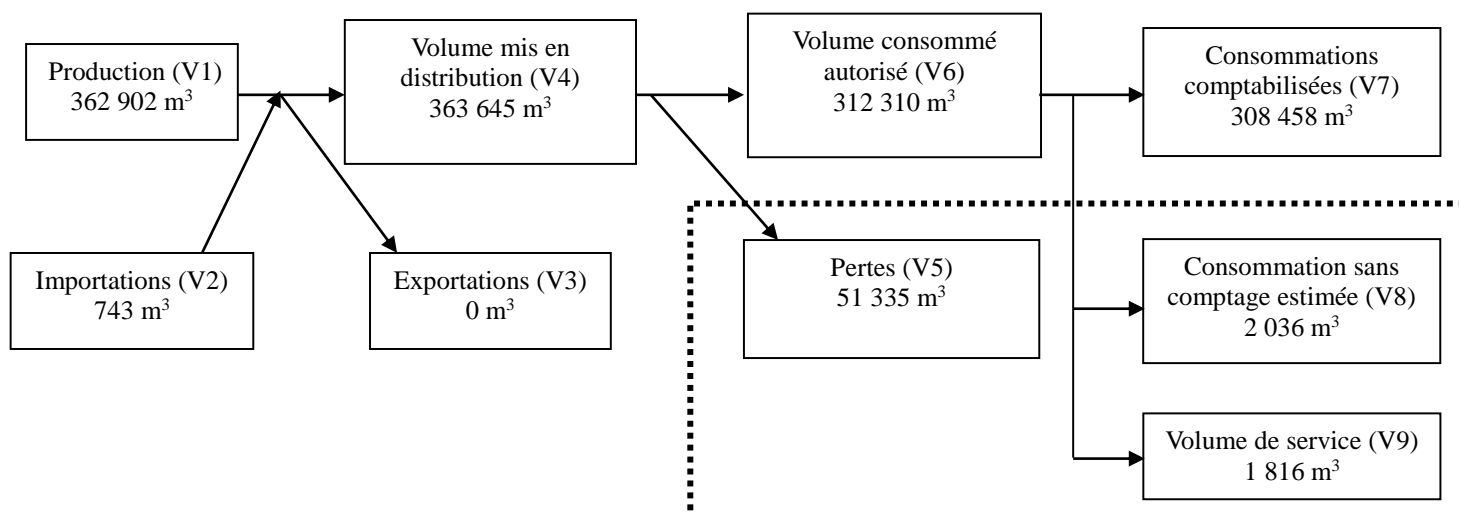 Production (V1)
362 902 m³
Volume mis en
distribution (V4)
363 645 m³
Volume consommé
autorisé (V6)
312 310 m³
Consommations
comptabilisées (V7)
308 458 m³
Importations (V2)
743 m³
Exportations (V3)
0 m³
Pertes (V5)
51 335 m³
Consommation sans
comptage estimée (V8)
2 036 m³
Volume de service (V9)
1 816 m³